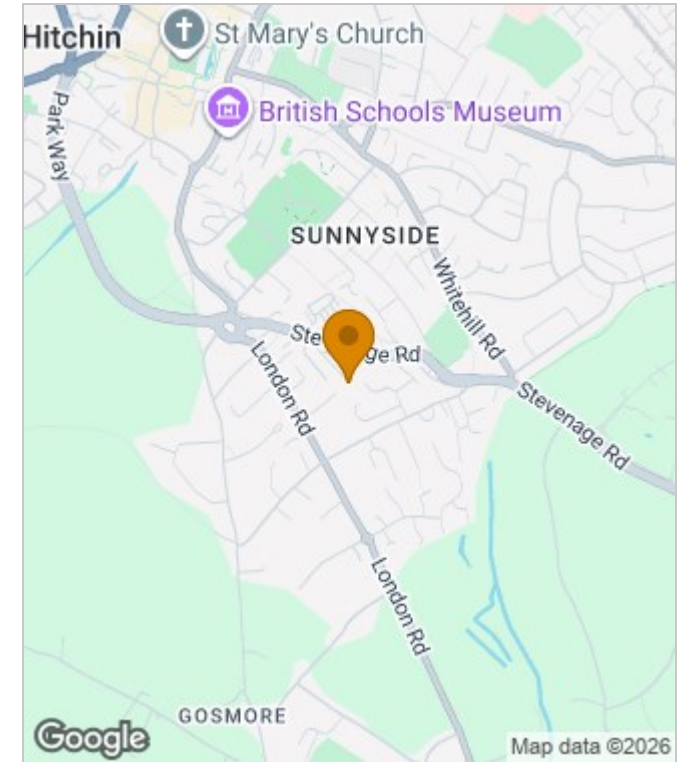 Hitchin
St Mary's Church
British Schools Museum
Park Way
SUNNYSIDE
Whitehill Rd
Ste ge Rd
London Rd
Stevenage Rd
London Rd
GOSMORE
Google
Map data ©2026